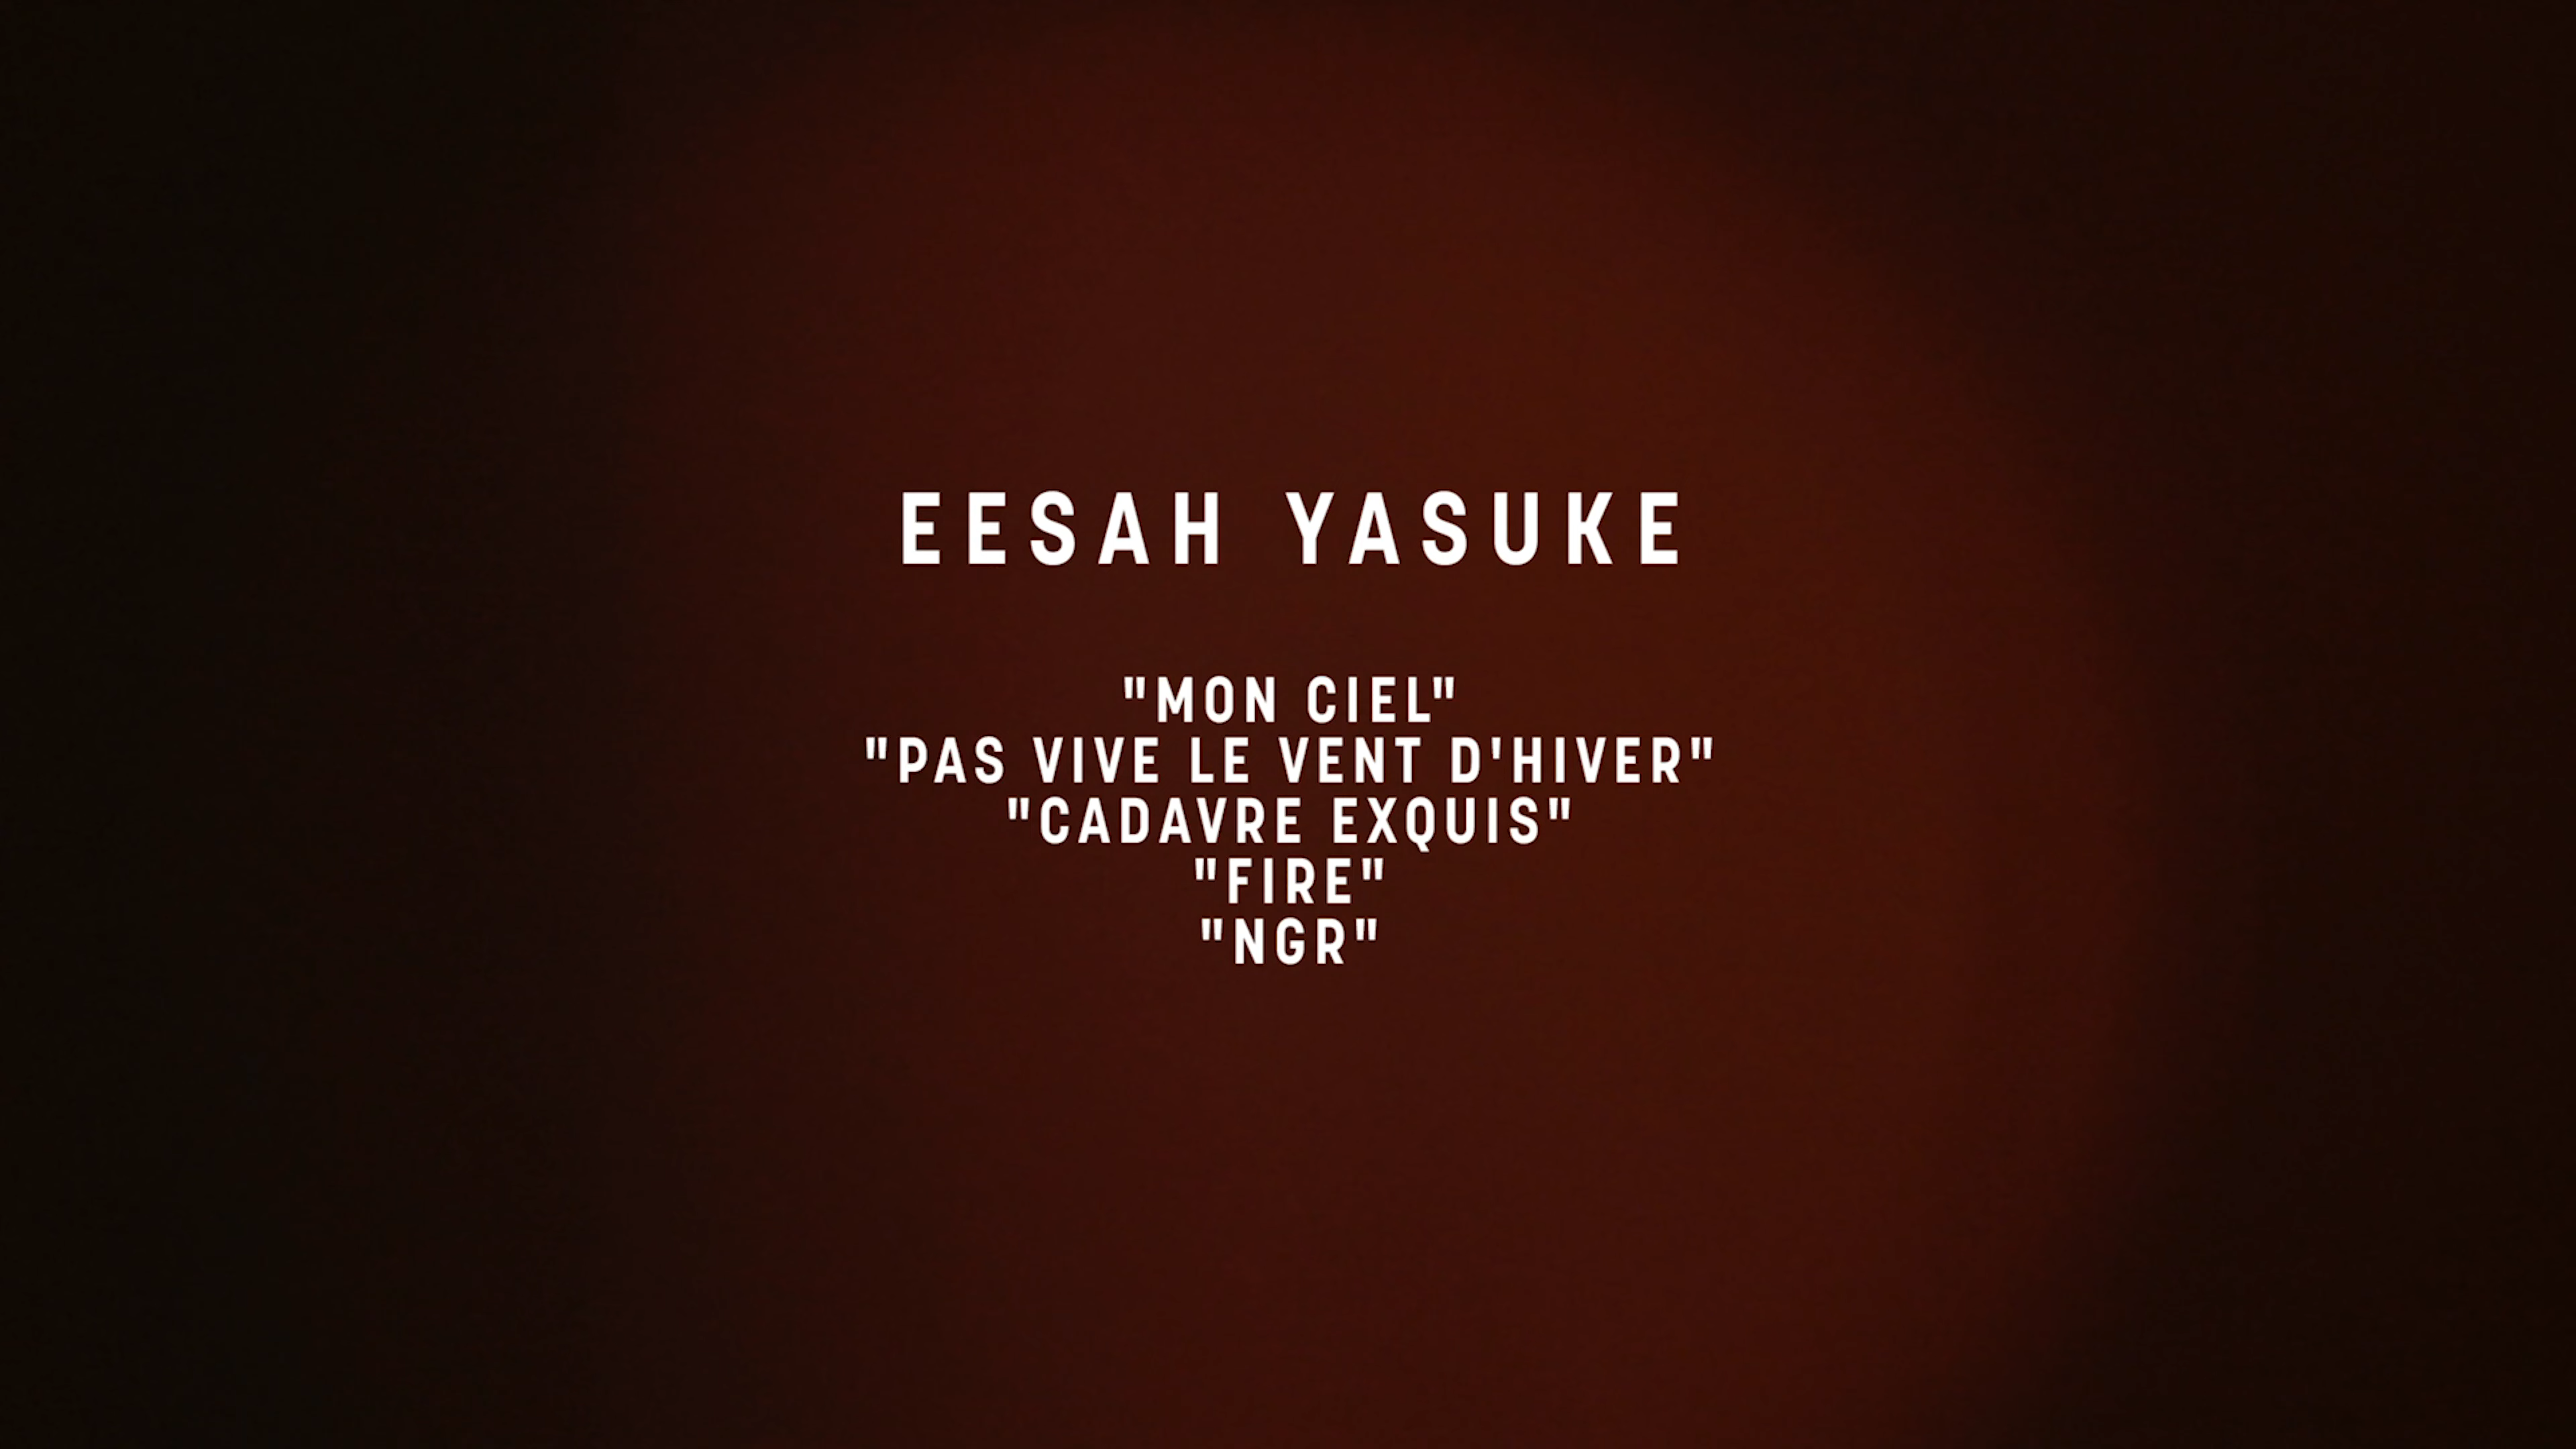 EESAH YASUKE
"MON CIEL"
"PAS VIVE LE VENT D'HIVER"
"CADAVRE EXQUIS"
"FIRE"
"NGR"